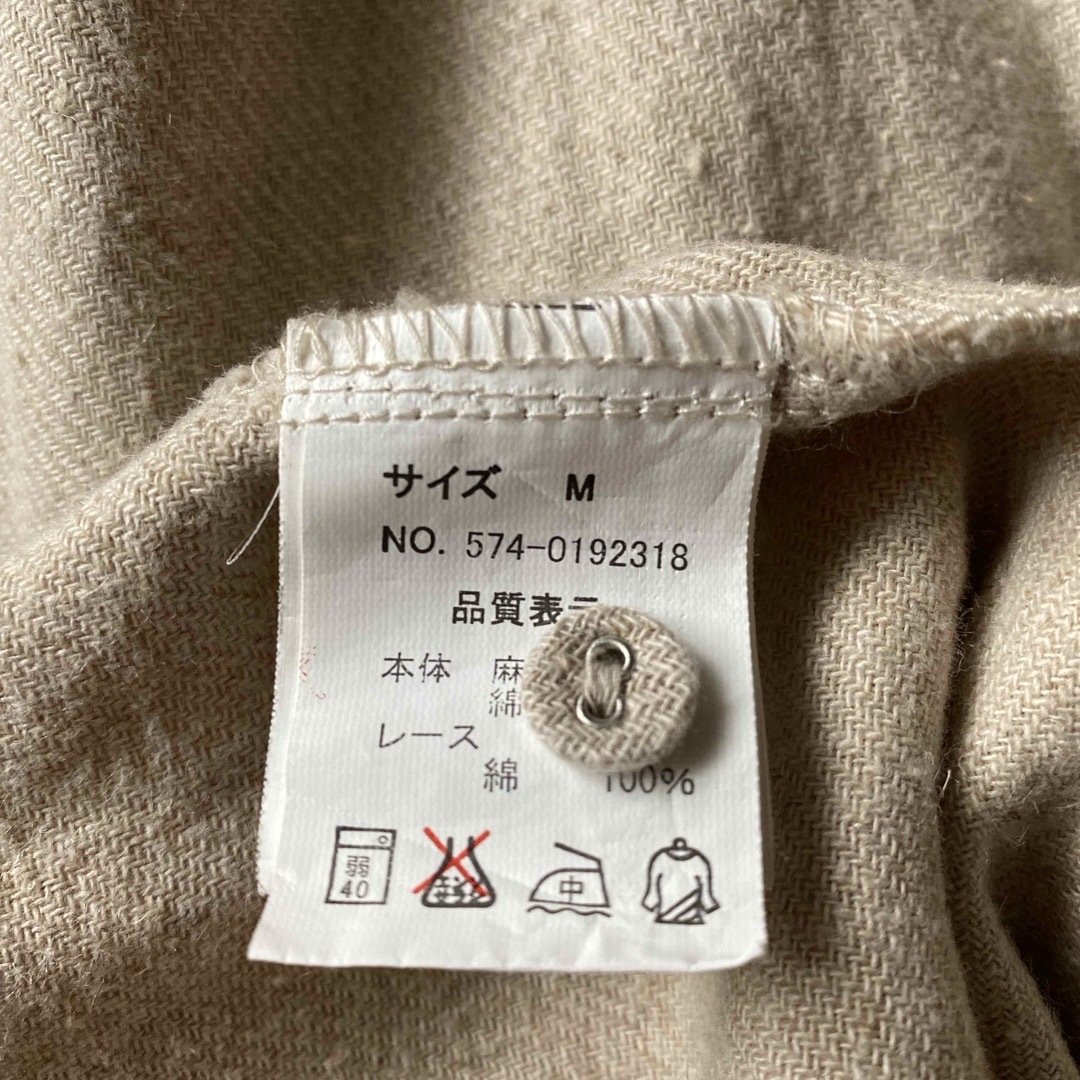 サイズ M
NO. 574-0192318
品質表示
本体 麻
綿
レース
綿 100%
弱
40
中